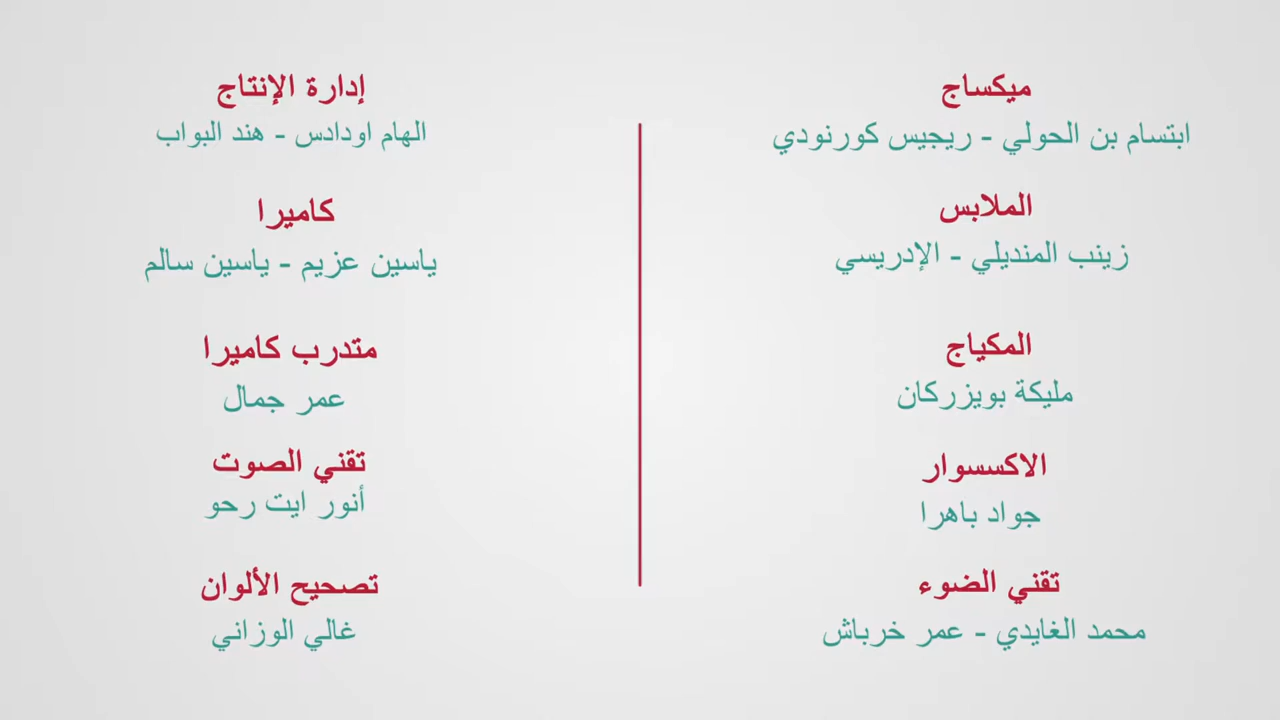 ميكساج
ابتسام بن الحولي - ريجيس كورنودي
الملابس
زينب المنديلي - الإدريسي
المكياج
مليكة بويزركان
الاكسسوار
جواد باهرا
تقني الضوء
محمد الغايدي - عمر خرباش
إدارة الإنتاج
الهام اودادس - هند البواب
كاميرا
ياسين عزيم - ياسين سالم
متدرب كاميرا
عمر جمال
تقني الصوت
أنور ايت رحو
تصحيح الألوان
غالي الوزاني